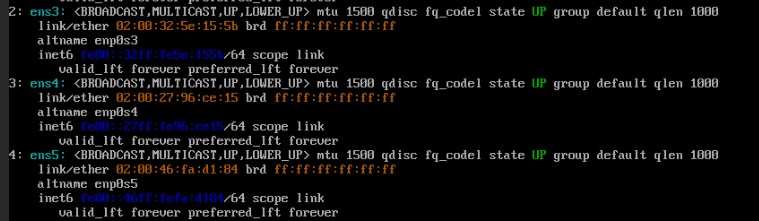 2: ens3: <BROADCAST,MULTICAST,UP,LOWER_UP> mtu 1500 qdisc fq_codel state UP group default qlen 1000
link/ether 02:00:32:5e:15:5b brd ff:ff:ff:ff:ff:ff
altname enp0s3
inet6 fe80::32ff:fe5e:155b/64 scope link
valid_lft forever preferred_lft forever
3: ens4: <BROADCAST,MULTICAST,UP,LOWER_UP> mtu 1500 qdisc fq_codel state UP group default qlen 1000
link/ether 02:00:27:96:ce:15 brd ff:ff:ff:ff:ff:ff
altname enp0s4
inet6 fe80::27ff:fe96:ce15/64 scope link
valid_lft forever preferred_lft forever
4: ens5: <BROADCAST,MULTICAST,UP,LOWER_UP> mtu 1500 qdisc fq_codel state UP group default qlen 1000
link/ether 02:00:46:fa:d1:84 brd ff:ff:ff:ff:ff:ff
altname enp0s5
inet6 fe80::46ff:fefa:d184/64 scope link
valid_lft forever preferred_lft forever